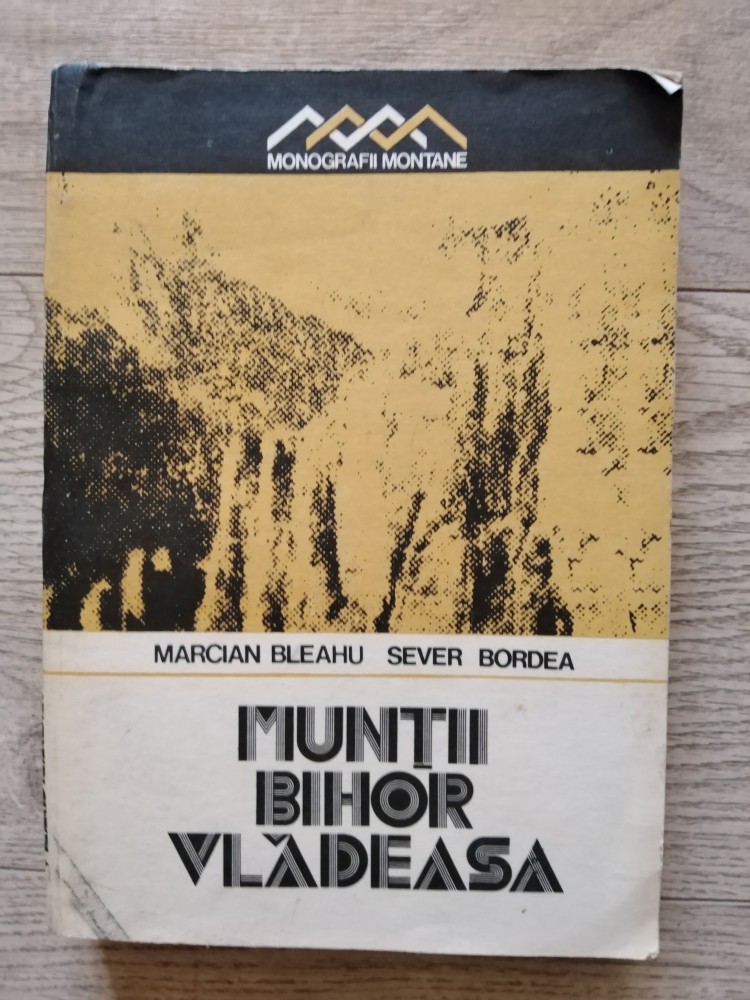 MONOGRAFII MONTANE
MARCIAN BLEAHU SEVER BORDEA
MUNȚII
BIHOR
VLĂDEASA